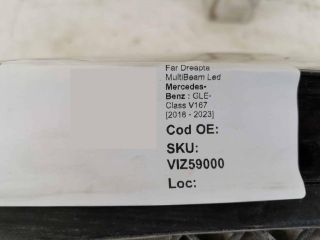 Far Dreapta
MultiBeam Led
Mercedes-
Benz : GLE-
Class V167
[2018 - 2023]
Cod OE:
SKU:
VIZ59000
Loc: